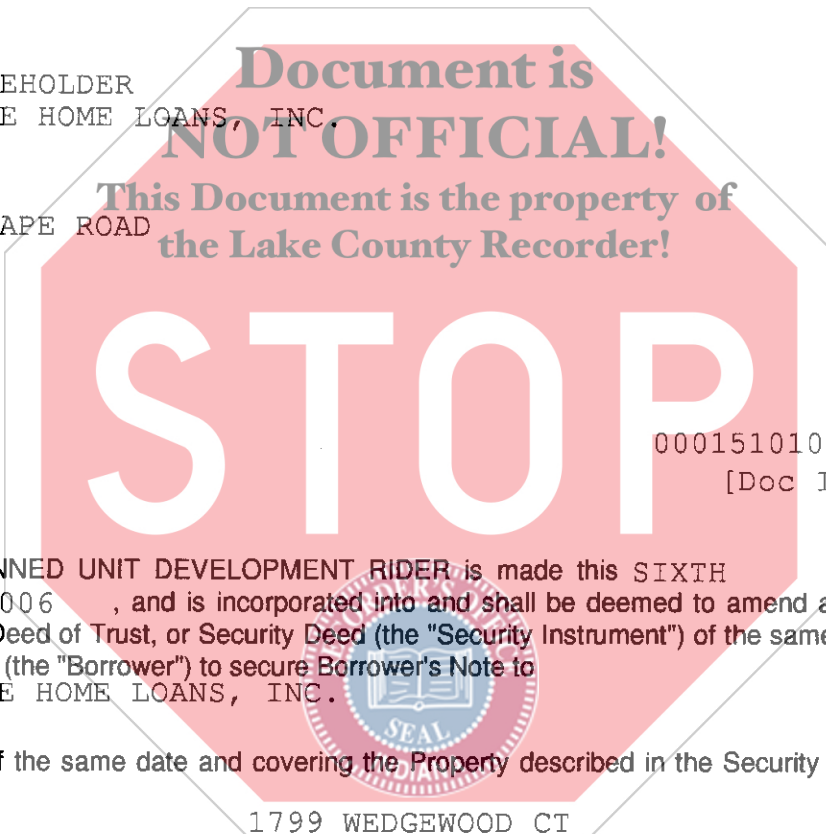 Document is
EHOLDER
E HOME LOANS, INC.
NOT OFFICIAL!
This Document is the property of
APE ROAD
the Lake County Recorder!
STOP
000151010
[Doc I
NNED UNIT DEVELOPMENT RIDER is made this SIXTH
006 , and is incorporated into and shall be deemed to amend a
Deed of Trust, or Security Deed (the "Security Instrument") of the same
(the "Borrower") to secure Borrower's Note to
E HOME LOANS, INC.
SEAL
f the same date and covering the Property described in the Security
1799 WEDGEWOOD CT